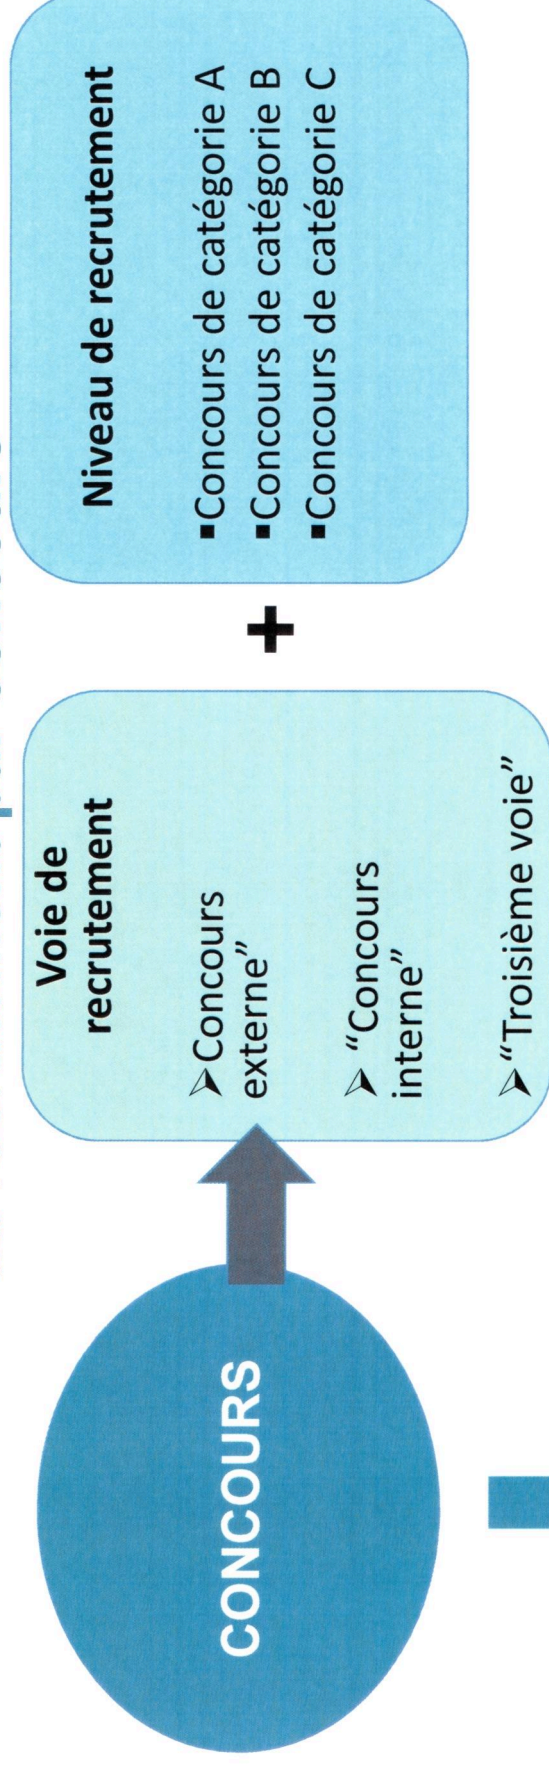 CONCOURS
Voie de
recrutement
➢Concours
externe”
➢ “Concours
interne”
➢“Troisième voie”
+
Niveau de recrutement
▪Concours de catégorie A
▪Concours de catégorie B
▪Concours de catégorie C